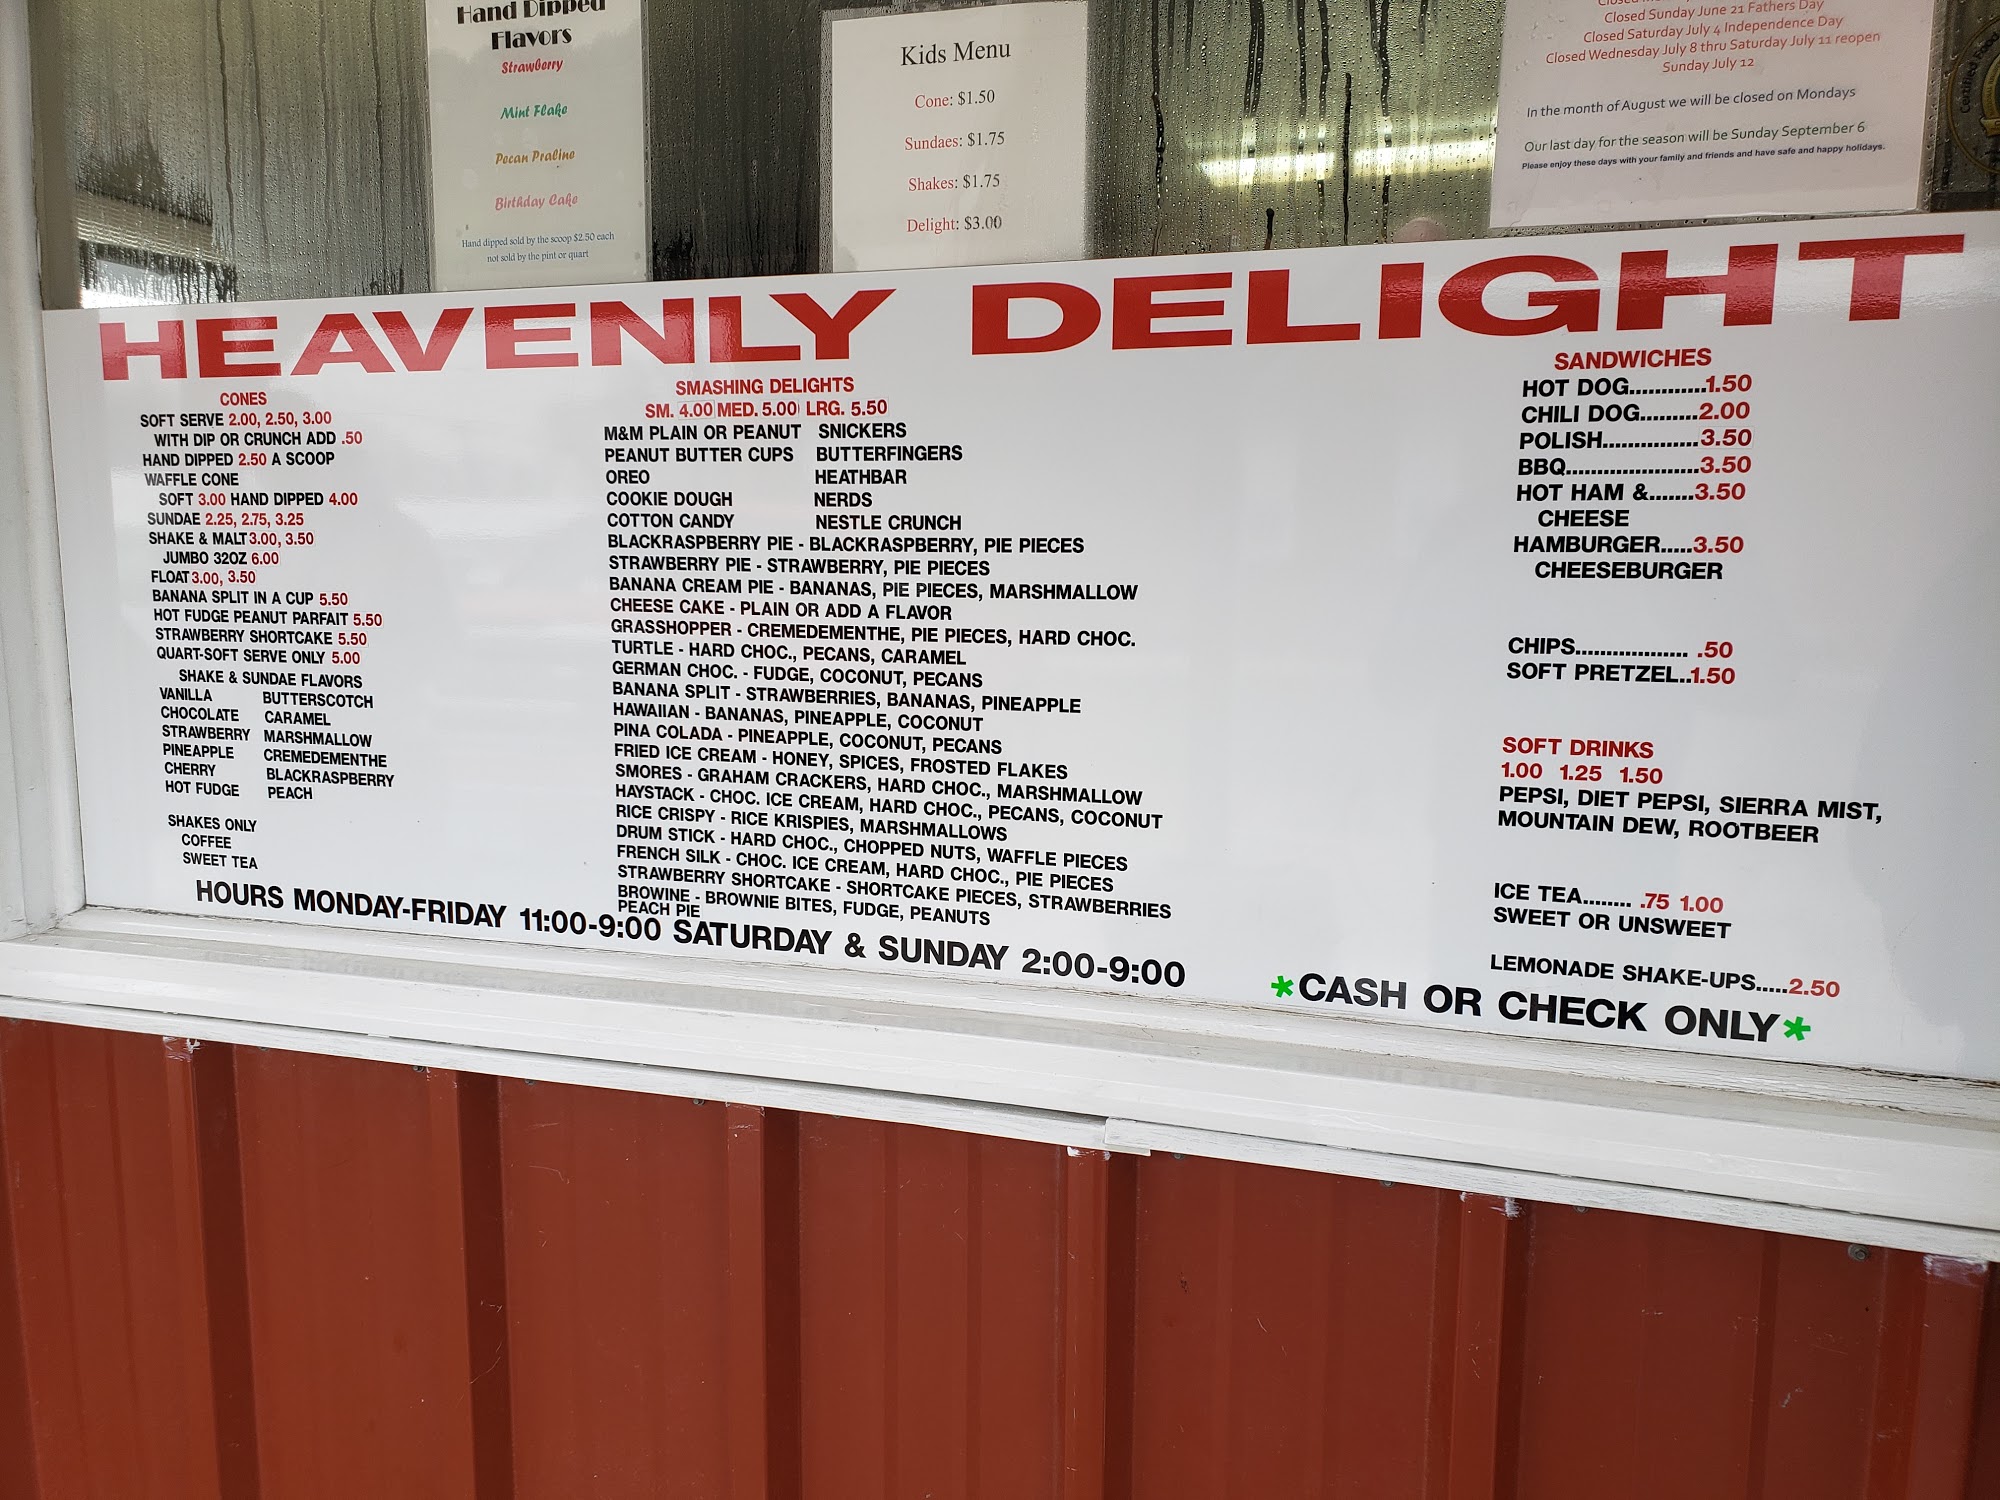 Hand Dipped
Flavors
Strawberry
Mint Flake
Pecan Praline
Birthday Cake
Hand dipped sold by the scoop $2.50 each
not sold by the pint or quart
Kids Menu
Cone: $1.50
Sundaes: $1.75
Shakes: $1.75
Delight: $3.00
Closed Sunday June 21 Fathers Day
Closed Saturday July 4 Independence Day
Closed Wednesday July 8 thru Saturday July 11 reopen
Sunday July 12
In the month of August we will be closed on Mondays
Our last day for the season will be Sunday September 6
Please enjoy these days with your family and friends and have safe and happy holidays.
Certified
HEAVENLY DELIGHT
CONES
SOFT SERVE 2.00, 2.50, 3.00
WITH DIP OR CRUNCH ADD .50
HAND DIPPED 2.50 A SCOOP
WAFFLE CONE
SOFT 3.00 HAND DIPPED 4.00
SUNDAE 2.25, 2.75, 3.25
SHAKE & MALT 3.00, 3.50
JUMBO 32OZ 6.00
FLOAT 3.00, 3.50
BANANA SPLIT IN A CUP 5.50
HOT FUDGE PEANUT PARFAIT 5.50
STRAWBERRY SHORTCAKE 5.50
QUART-SOFT SERVE ONLY 5.00
SHAKE & SUNDAE FLAVORS
VANILLA BUTTERSCOTCH
CHOCOLATE CARAMEL
STRAWBERRY MARSHMALLOW
PINEAPPLE CREMEDEMENTHE
CHERRY BLACKRASPBERRY
HOT FUDGE PEACH
SHAKES ONLY
COFFEE
SWEET TEA
SMASHING DELIGHTS
SM. 4.00 MED. 5.00 LRG. 5.50
M&M PLAIN OR PEANUT SNICKERS
PEANUT BUTTER CUPS BUTTERFINGERS
OREO HEATHBAR
COOKIE DOUGH NERDS
COTTON CANDY NESTLE CRUNCH
BLACKRASPBERRY PIE - BLACKRASPBERRY, PIE PIECES
STRAWBERRY PIE - STRAWBERRY, PIE PIECES
BANANA CREAM PIE - BANANAS, PIE PIECES, MARSHMALLOW
CHEESE CAKE - PLAIN OR ADD A FLAVOR
GRASSHOPPER - CREMEDEMENTHE, PIE PIECES, HARD CHOC.
TURTLE - HARD CHOC., PECANS, CARAMEL
GERMAN CHOC. - FUDGE, COCONUT, PECANS
BANANA SPLIT - STRAWBERRIES, BANANAS, PINEAPPLE
HAWAIIAN - BANANAS, PINEAPPLE, COCONUT
PINA COLADA - PINEAPPLE, COCONUT, PECANS
FRIED ICE CREAM - HONEY, SPICES, FROSTED FLAKES
SMORES - GRAHAM CRACKERS, HARD CHOC., MARSHMALLOW
HAYSTACK - CHOC. ICE CREAM, HARD CHOC., PECANS, COCONUT
RICE CRISPY - RICE KRISPIES, MARSHMALLOWS
DRUM STICK - HARD CHOC., CHOPPED NUTS, WAFFLE PIECES
FRENCH SILK - CHOC. ICE CREAM, HARD CHOC., PIE PIECES
STRAWBERRY SHORTCAKE - SHORTCAKE PIECES, STRAWBERRIES
BROWINE - BROWNIE BITES, FUDGE, PEANUTS
PEACH PIE
SANDWICHES
HOT DOG............1.50
CHILI DOG.........2.00
POLISH...............3.50
BBQ.....................3.50
HOT HAM &.......3.50
CHEESE
HAMBURGER.....3.50
CHEESEBURGER
CHIPS.................. .50
SOFT PRETZEL..1.50
SOFT DRINKS
1.00 1.25 1.50
PEPSI, DIET PEPSI, SIERRA MIST,
MOUNTAIN DEW, ROOTBEER
ICE TEA........ .75 1.00
SWEET OR UNSWEET
LEMONADE SHAKE-UPS.....2.50
HOURS MONDAY-FRIDAY 11:00-9:00 SATURDAY & SUNDAY 2:00-9:00
*CASH OR CHECK ONLY*